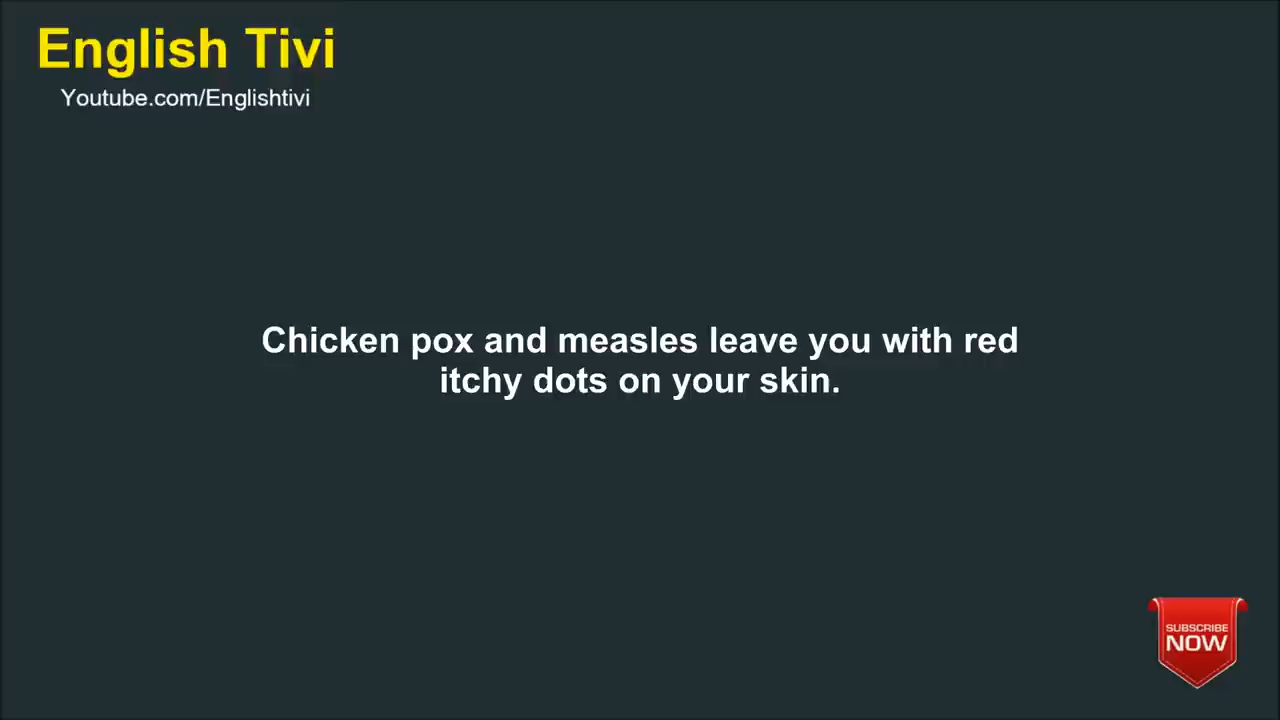 English Tivi
Youtube.com/Englishtivi
Chicken pox and measles leave you with red
itchy dots on your skin.
SUBSCRIBE
NOW